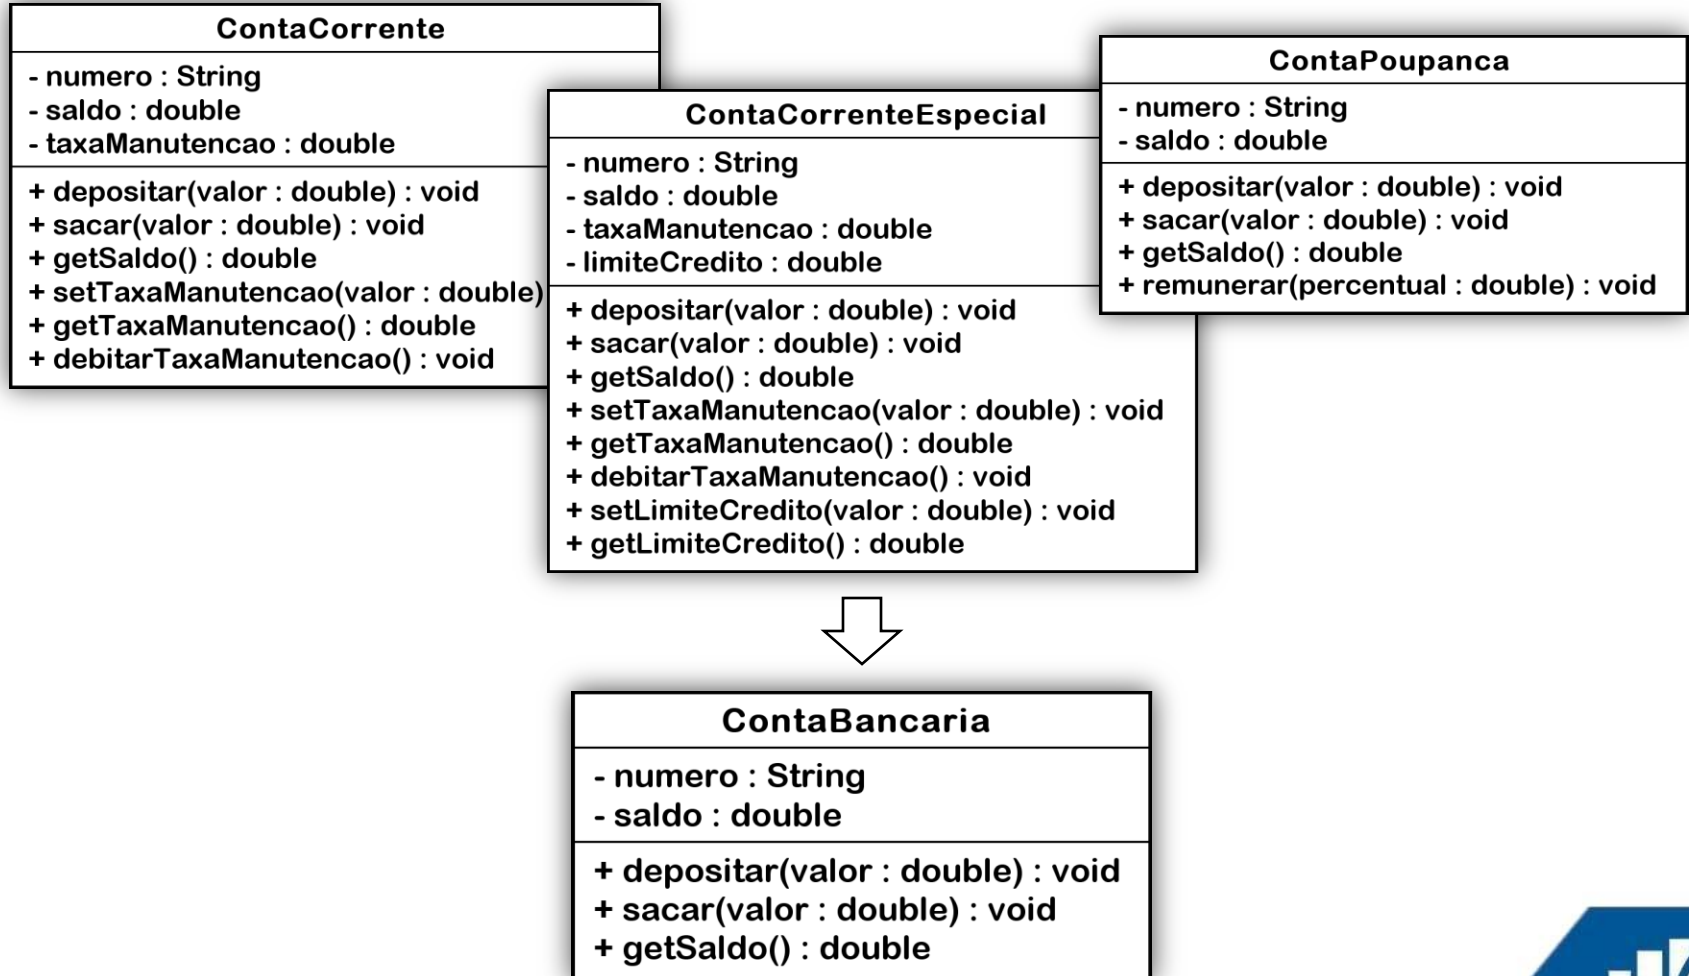 ContaCorrente
- numero : String
- saldo : double
- taxaManutencao : double
+ depositar(valor : double) : void
+ sacar(valor : double) : void
+ getSaldo() : double
+ setTaxaManutencao(valor : double)
+ getTaxaManutencao() : double
+ debitarTaxaManutencao() : void
ContaCorrenteEspecial
- numero : String
- saldo : double
- taxaManutencao : double
- limiteCredito : double
+ depositar(valor : double) : void
+ sacar(valor : double) : void
+ getSaldo() : double
+ setTaxaManutencao(valor : double) : void
+ getTaxaManutencao() : double
+ debitarTaxaManutencao() : void
+ setLimiteCredito(valor : double) : void
+ getLimiteCredito() : double
ContaPoupanca
- numero : String
- saldo : double
+ depositar(valor : double) : void
+ sacar(valor : double) : void
+ getSaldo() : double
+ remunerar(percentual : double) : void
ContaBancaria
- numero : String
- saldo : double
+ depositar(valor : double) : void
+ sacar(valor : double) : void
+ getSaldo() : double